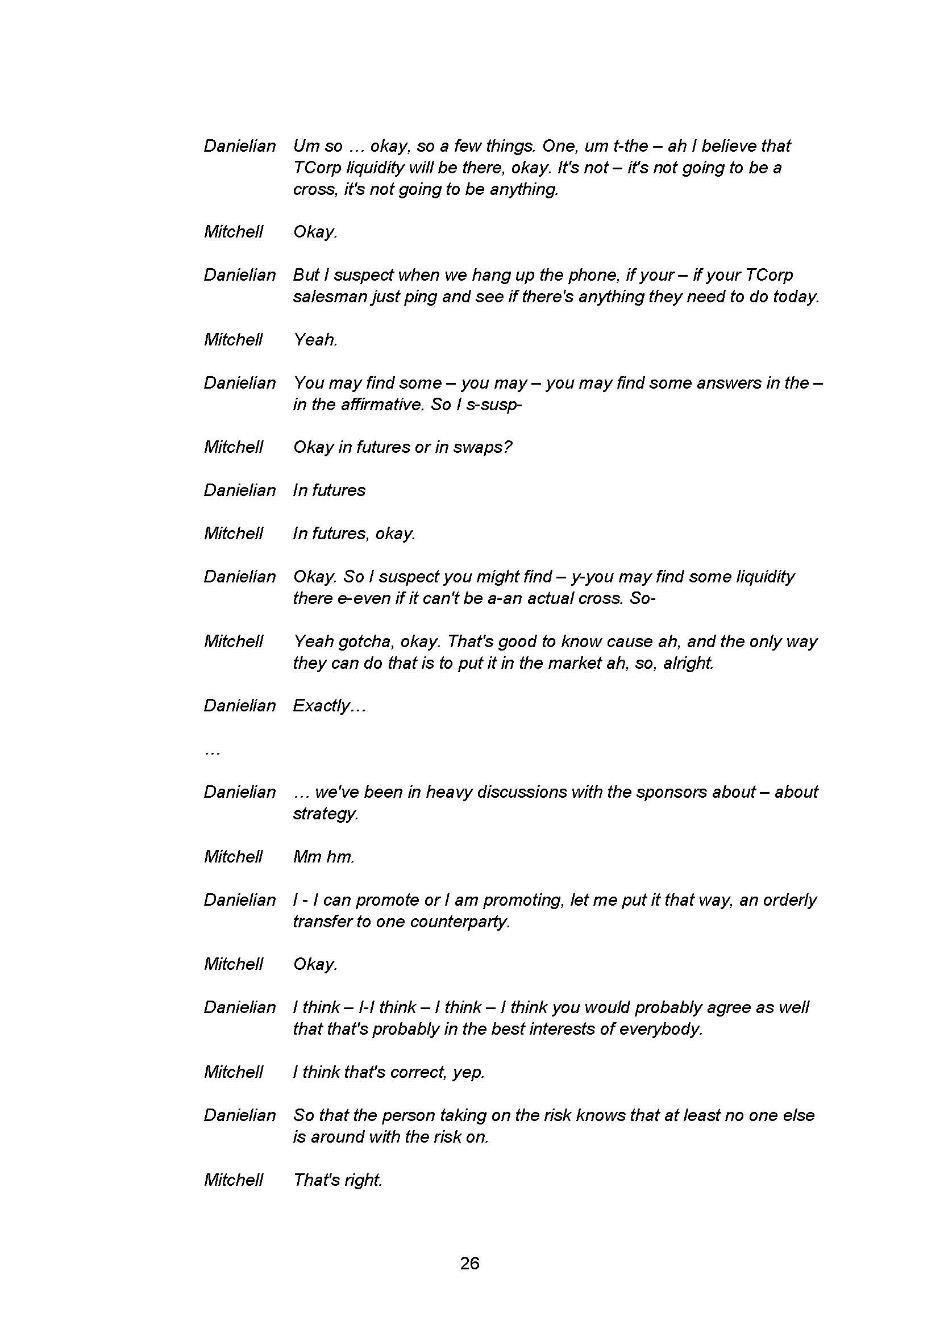 Danielian Um so … okay, so a few things. One, um t-the – ah I believe that
TCorp liquidity will be there, okay. It's not – it's not going to be a
cross, it's not going to be anything.
Mitchell Okay.
Danielian But I suspect when we hang up the phone, if your – if your TCorp
salesman just ping and see if there's anything they need to do today.
Mitchell Yeah.
Danielian You may find some – you may – you may find some answers in the –
in the affirmative. So I s-susp-
Mitchell Okay in futures or in swaps?
Danielian In futures
Mitchell In futures, okay.
Danielian Okay. So I suspect you might find – y-you may find some liquidity
there e-even if it can't be a-an actual cross. So-
Mitchell Yeah gotcha, okay. That's good to know cause ah, and the only way
they can do that is to put it in the market ah, so, alright.
Danielian Exactly…
…
Danielian … we've been in heavy discussions with the sponsors about – about
strategy.
Mitchell Mm hm.
Danielian I - I can promote or I am promoting, let me put it that way, an orderly
transfer to one counterparty.
Mitchell Okay.
Danielian I think – I-I think – I think – I think you would probably agree as well
that that's probably in the best interests of everybody.
Mitchell I think that's correct, yep.
Danielian So that the person taking on the risk knows that at least no one else
is around with the risk on.
Mitchell That's right.
26